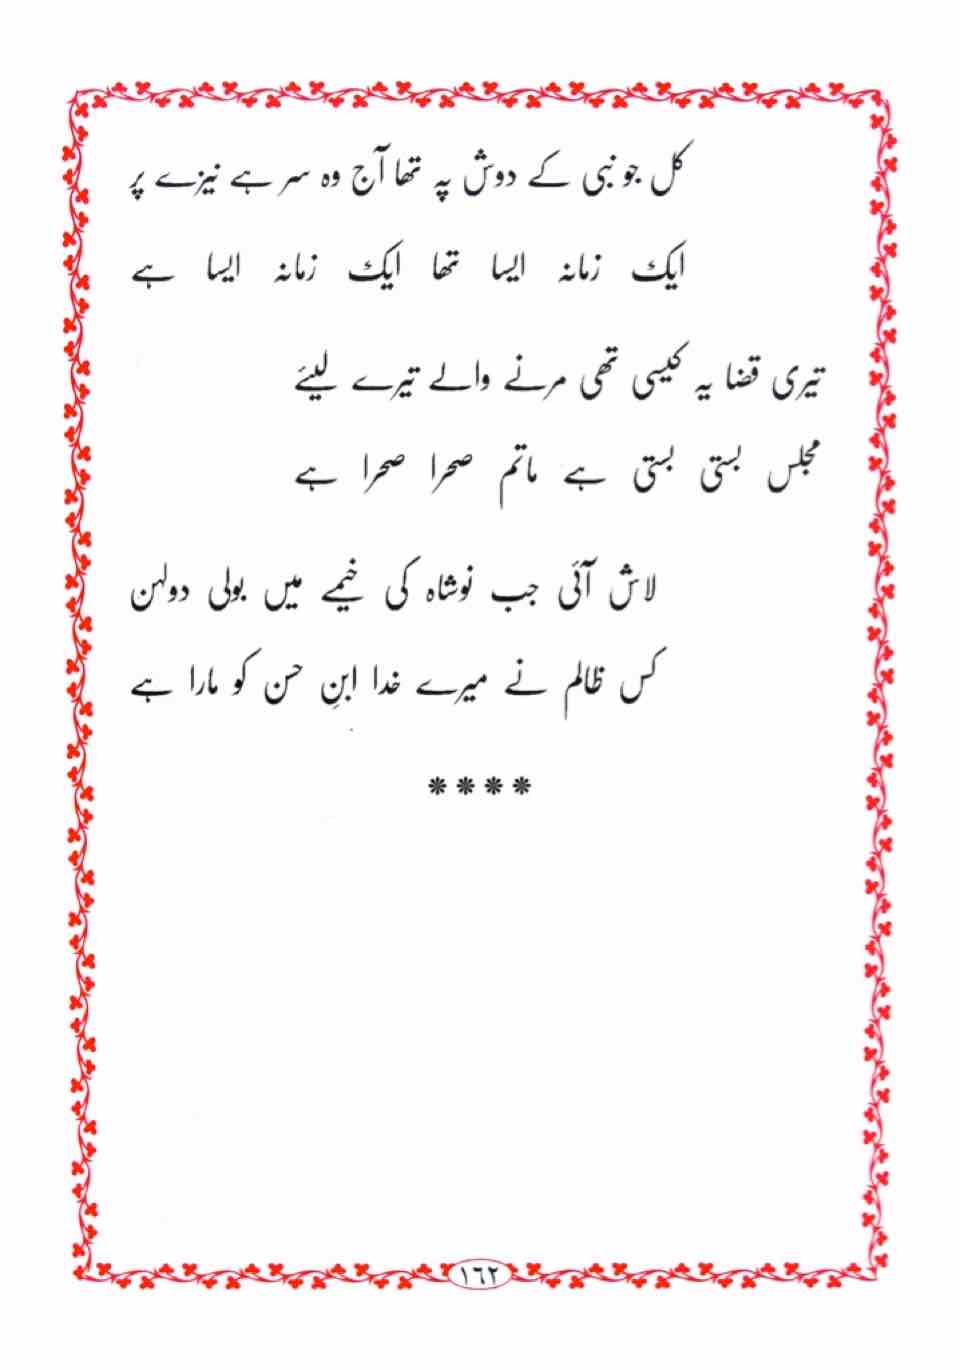 کل جو نبی کے دوش پہ تھا آج وہ سر ہے نیزے پر
ایک زمانہ ایسا تھا ایک زمانہ ایسا ہے
تیری قضا یہ کیسی تھی مرنے والے تیرے لیئے
مجلس بستی بستی ہے ماتم صحرا صحرا ہے
لاش آئی جب نوشاہ کی خیمے میں بولی دولہن
کس ظالم نے میرے خدا ابنِ حسن کو مارا ہے
****
۱۶۲